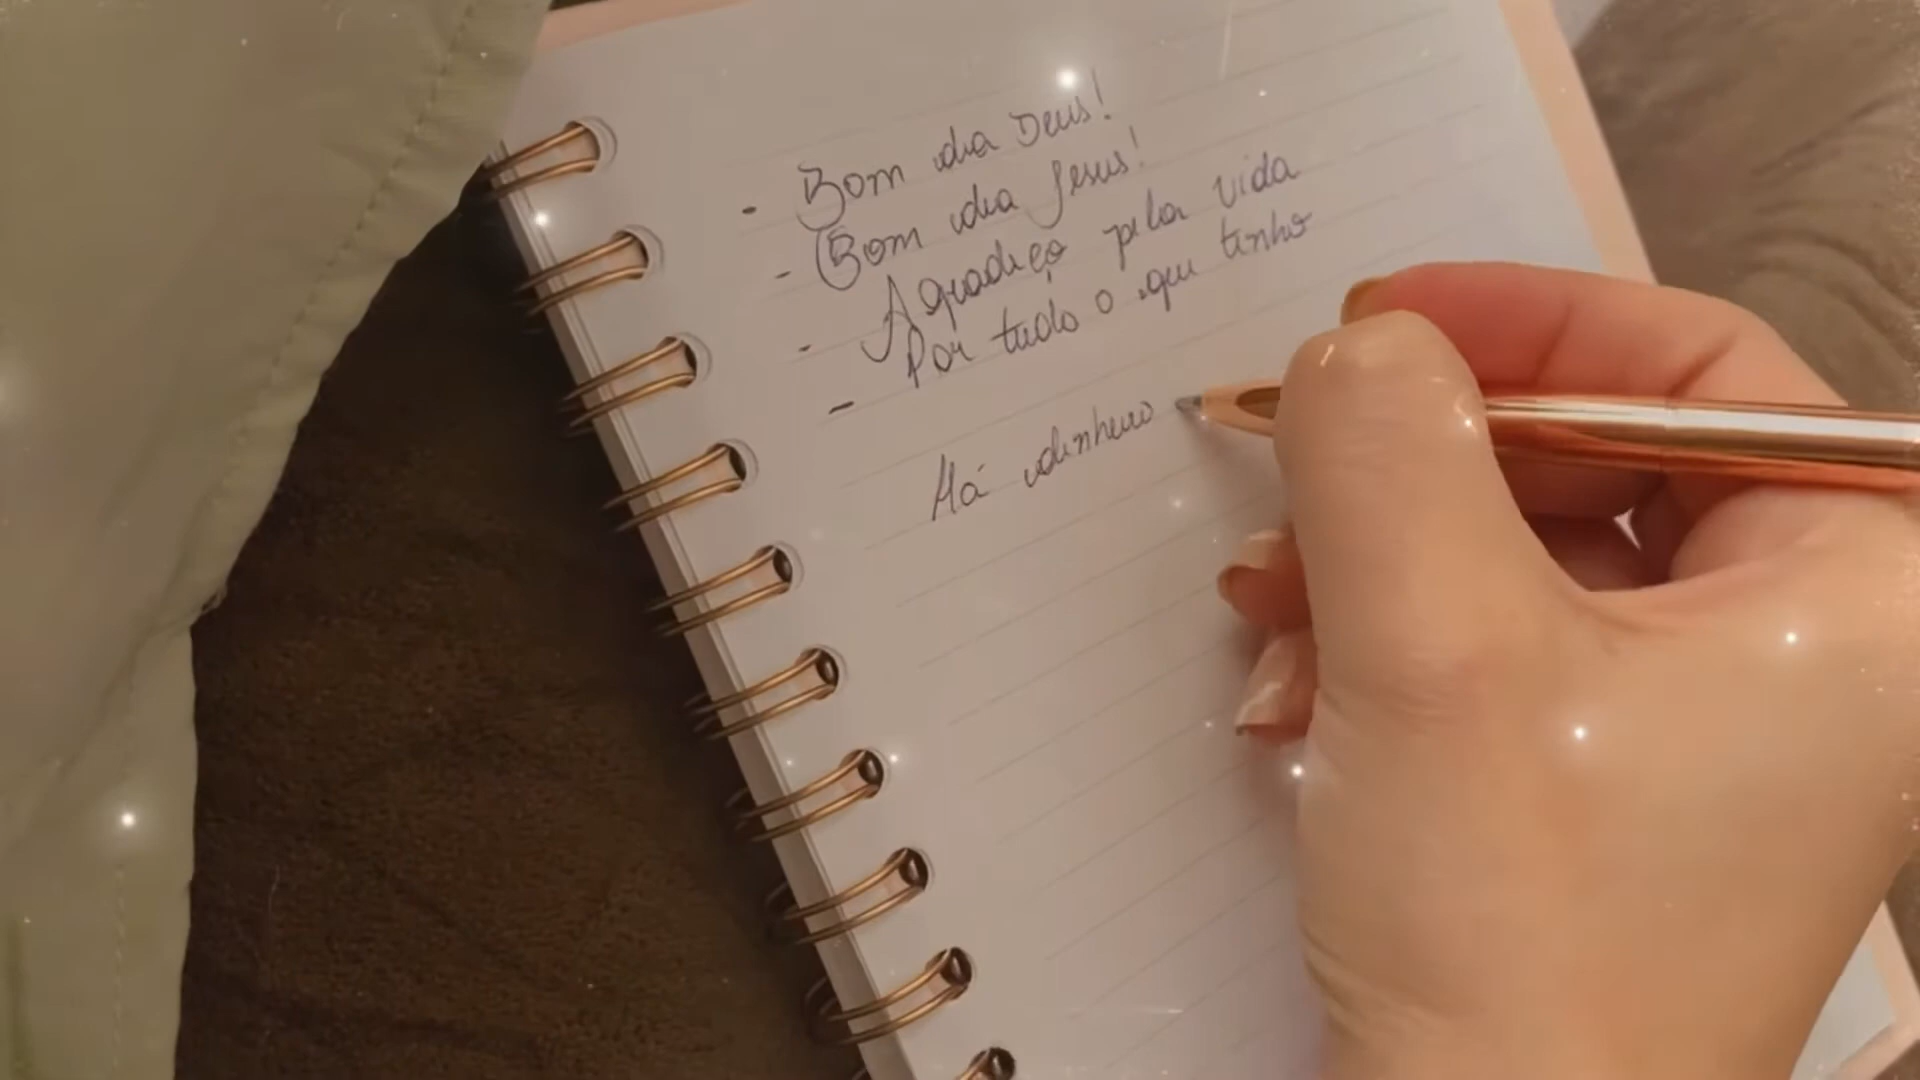 - Bom dia Deus!
- Bom dia Jesus!
- Agradeço pela vida
- Por tudo o que tenho
Há dinheiro